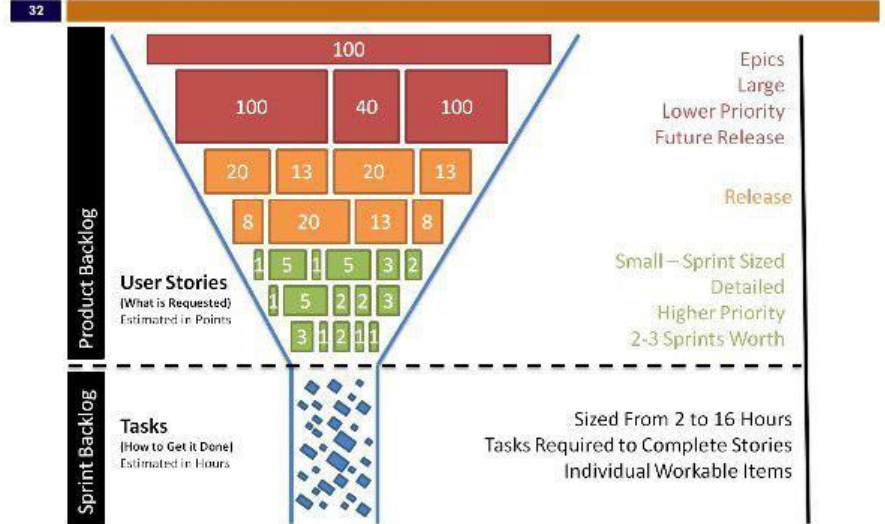 32
100
Epics
Large
100 40 100
Lower Priority
Future Release
20 13 20 13
Release
8 20 13 8
Product Backlog
1 5 1 5 3 2
Small – Sprint Sized
User Stories
Detailed
(What is Requested)
1 5 2 2 3
Higher Priority
Estimated in Points
3 1 2 1 1
2-3 Sprints Worth
Sprint Backlog
Tasks
(How to Get it Done)
Estimated in Hours
Sized From 2 to 16 Hours
Tasks Required to Complete Stories
Individual Workable Items